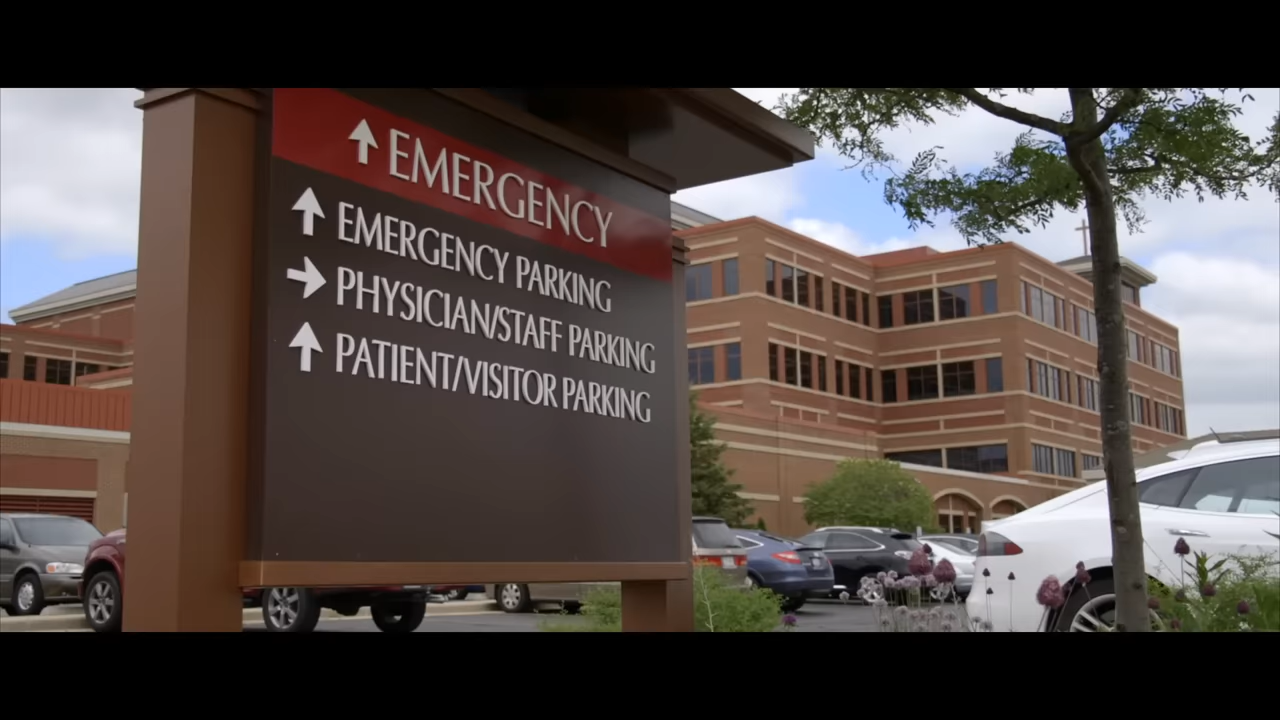 EMERGENCY
EMERGENCY PARKING
PHYSICIAN/STAFF PARKING
PATIENT/VISITOR PARKING